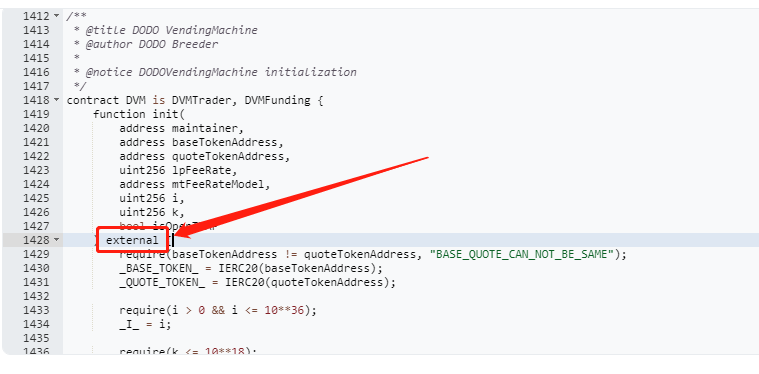 1412 /**
1413 * @title DODO VendingMachine
1414 * @author DODO Breeder
1415 *
1416 * @notice DODOVendingMachine initialization
1417 */
1418 contract DVM is DVMTrader, DVMFunding {
1419 function init(
1420 address maintainer,
1421 address baseTokenAddress,
1422 address quoteTokenAddress,
1423 uint256 lpFeeRate,
1424 address mtFeeRateModel,
1425 uint256 i,
1426 uint256 k,
1427 bool
1428 ) external {
1429 require(baseTokenAddress != quoteTokenAddress, "BASE_QUOTE_CAN_NOT_BE_SAME");
1430 _BASE_TOKEN_ = IERC20(baseTokenAddress);
1431 _QUOTE_TOKEN_ = IERC20(quoteTokenAddress);
1432
1433 require(i > 0 && i <= 10**36);
1434 _I_ = i;
1435
1436 require(k <= 10**18);